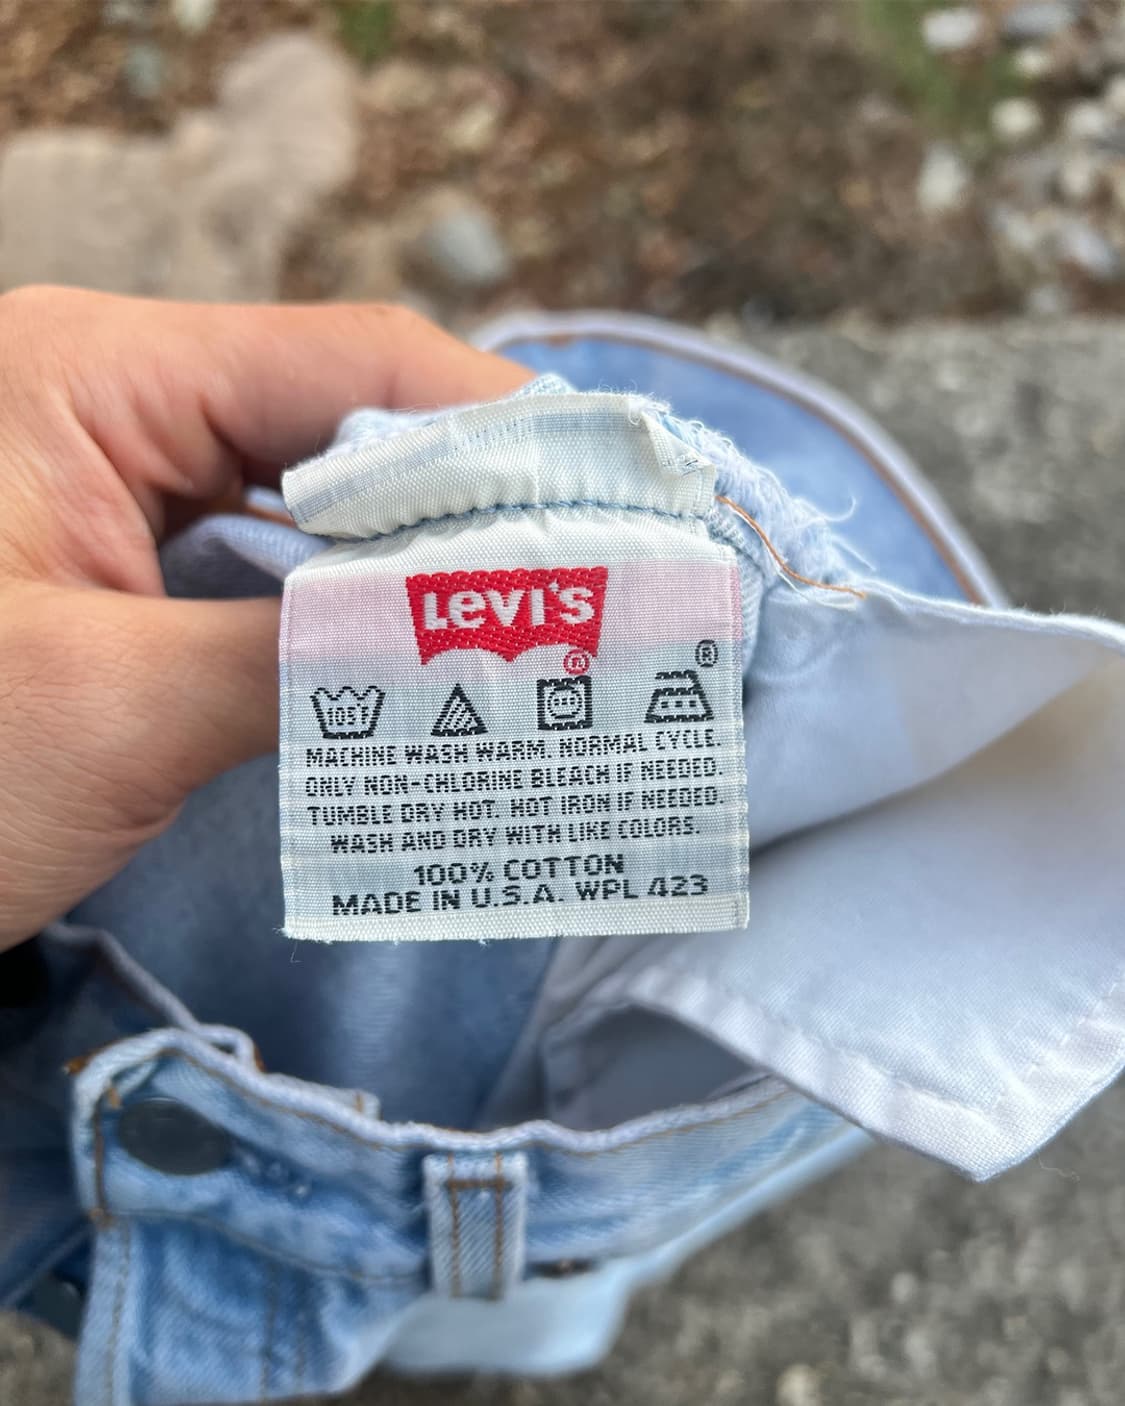 Levi's
®
®
105F
MACHINE WASH WARM. NORMAL CYCLE.
ONLY NON-CHLORINE BLEACH IF NEEDED.
TUMBLE DRY HOT. HOT IRON IF NEEDED.
WASH AND DRY WITH LIKE COLORS.
100% COTTON
MADE IN U.S.A. WPL 423